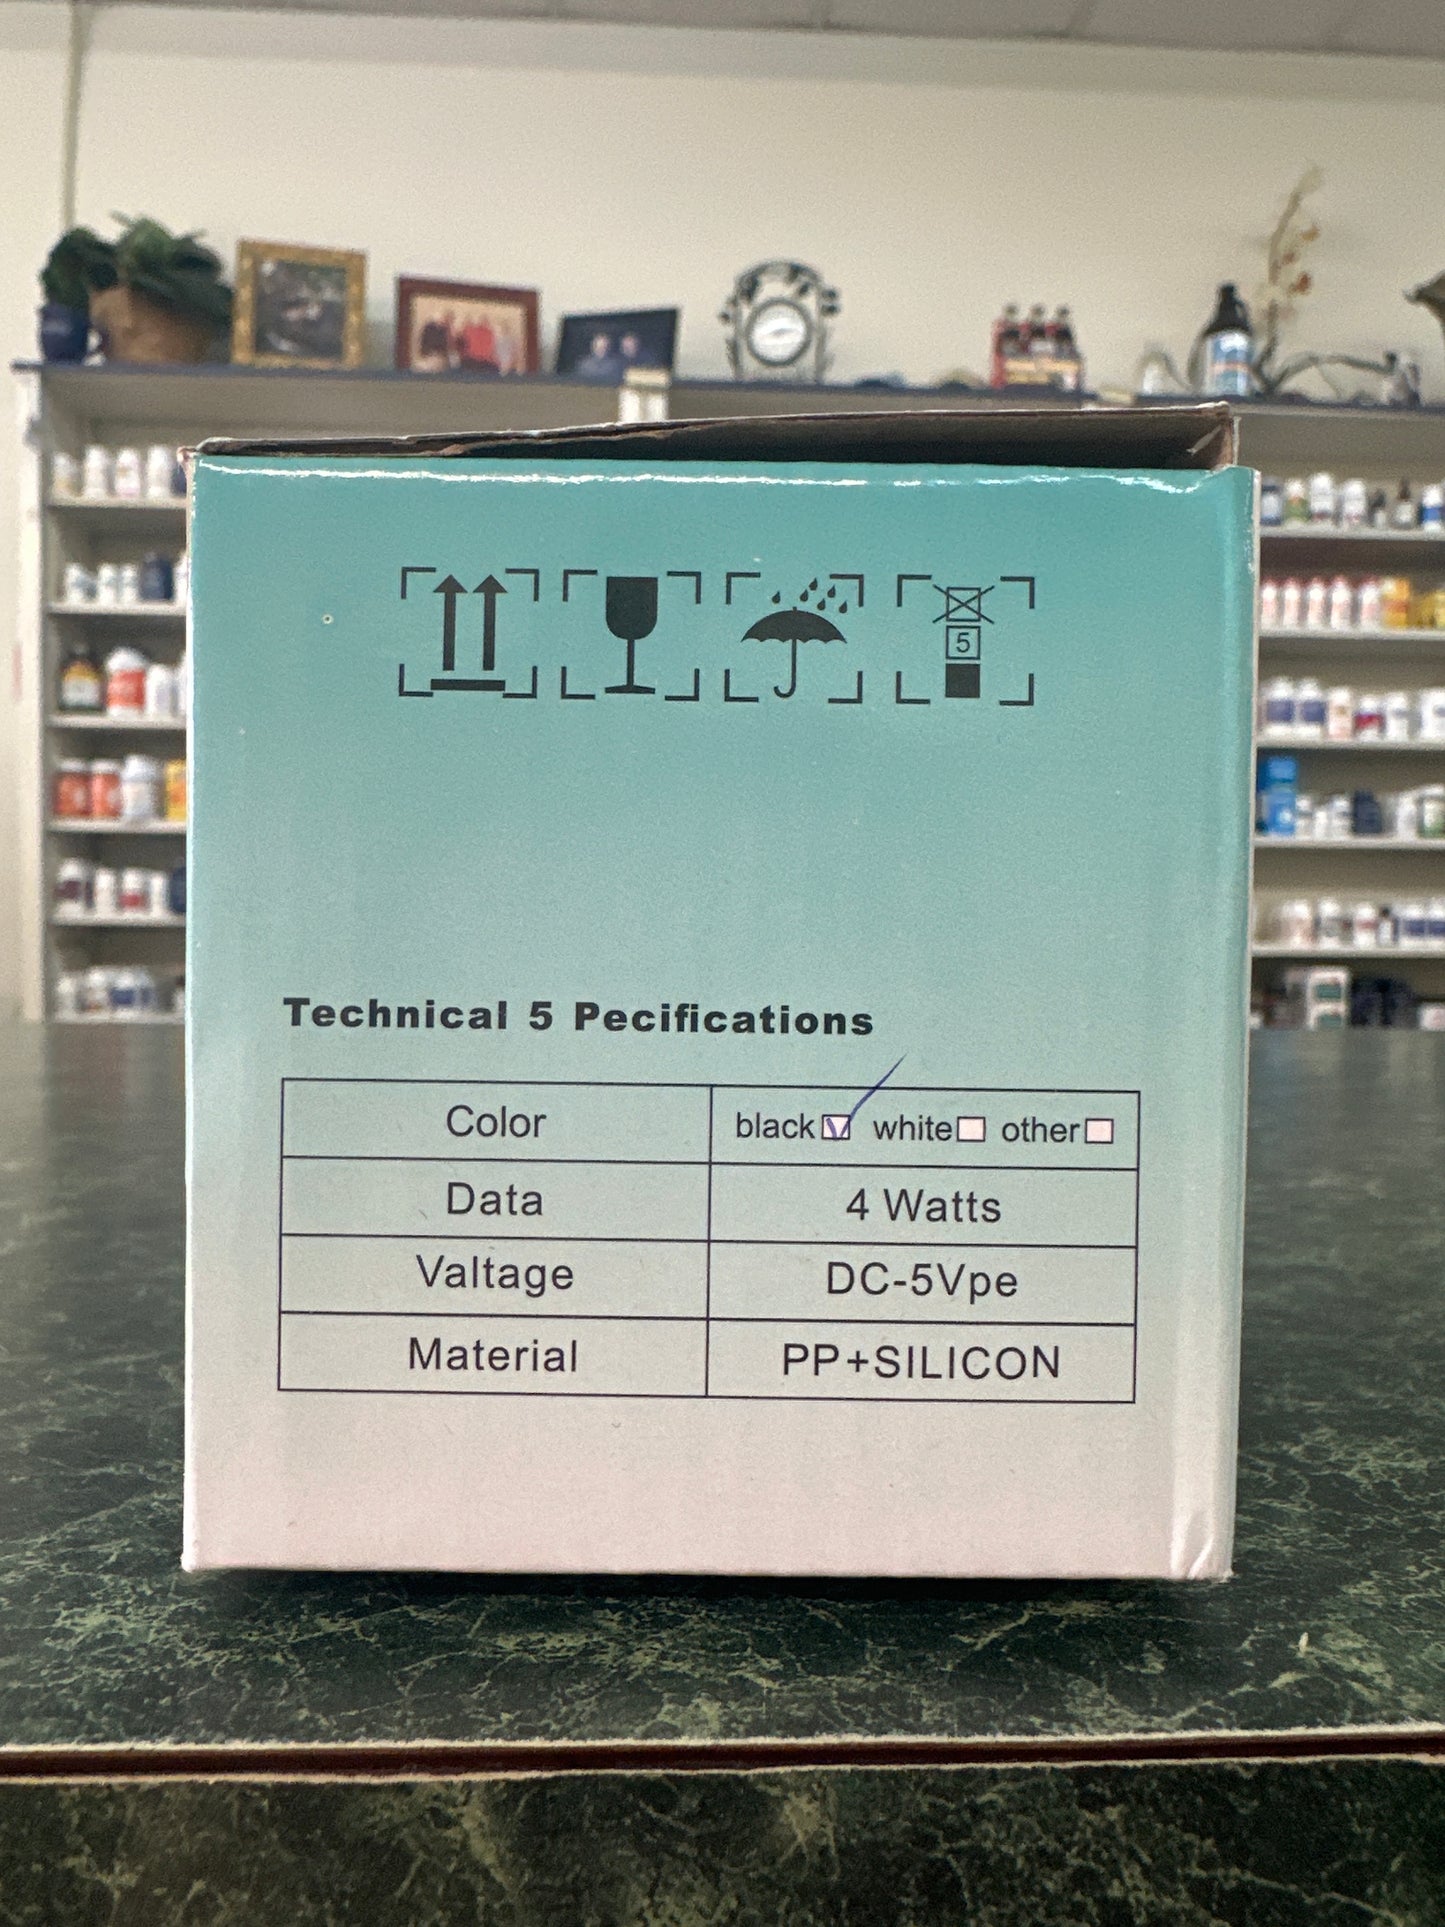 5
Technical 5 Pecifications
Color black white other
Data 4 Watts
Valtage DC-5Vpe
Material PP+SILICON